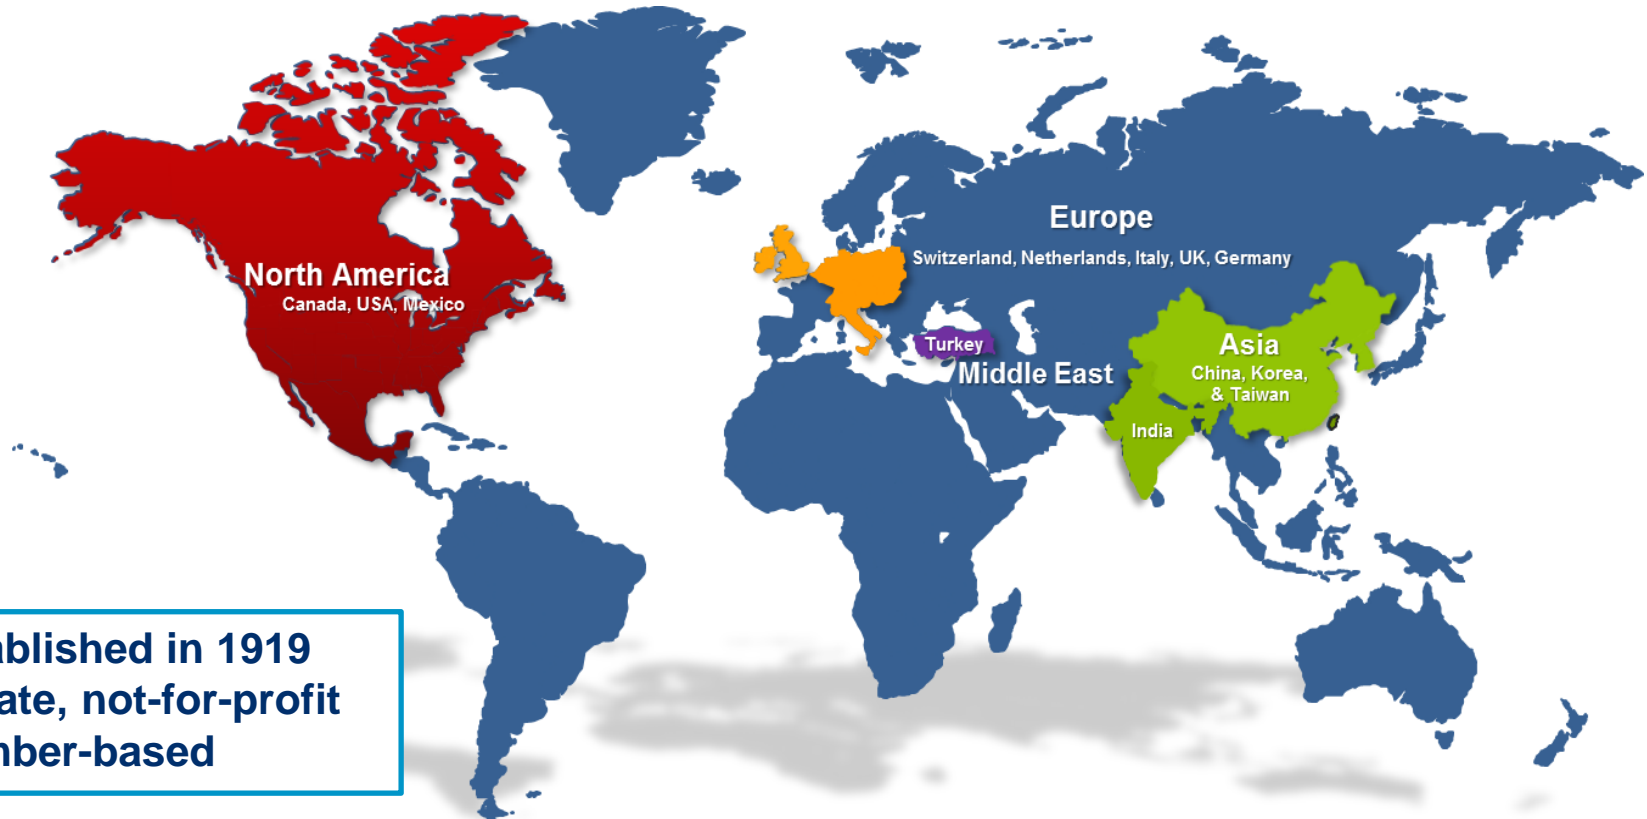 North America
Canada, USA, Mexico
Europe
Switzerland, Netherlands, Italy, UK, Germany
Turkey
Middle East
Asia
China, Korea,
& Taiwan
India
ablished in 1919
ate, not-for-profit
nber-based